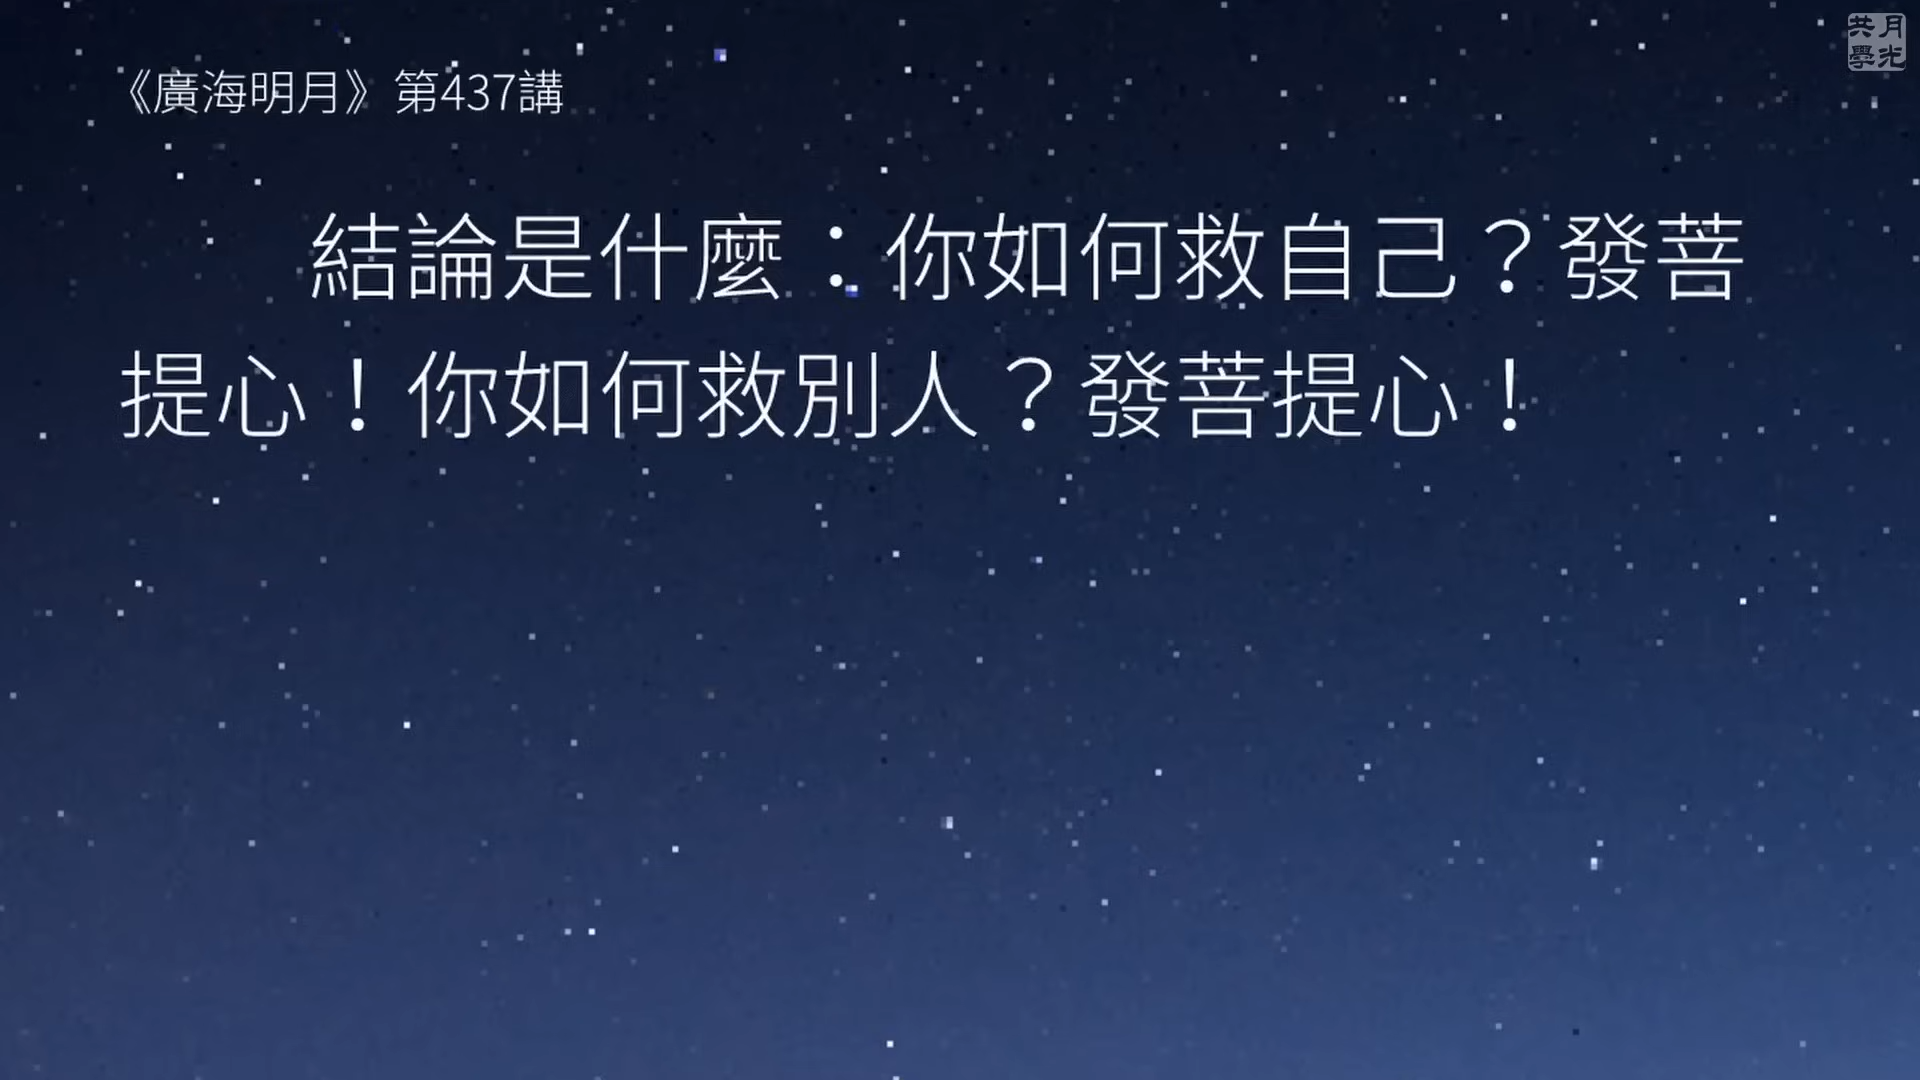 《廣海明月》第437講
結論是什麼：你如何救自己？發菩
提心！你如何救別人？發菩提心！
月光
共學